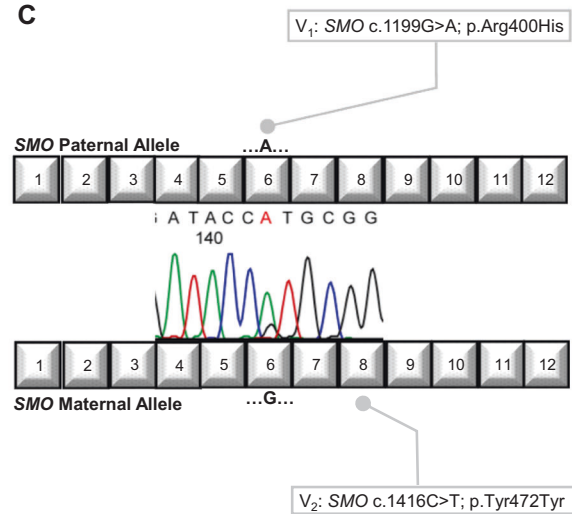 C
V₁: SMO c.1199G>A; p.Arg400His
SMO Paternal Allele ...A...
1 2 3 4 5 6 7 8 9 10 11 12
A T A C C A T G C G G
140
1 2 3 4 5 6 7 8 9 10 11 12
SMO Maternal Allele ...G...
V₂: SMO c.1416C>T; p.Tyr472Tyr